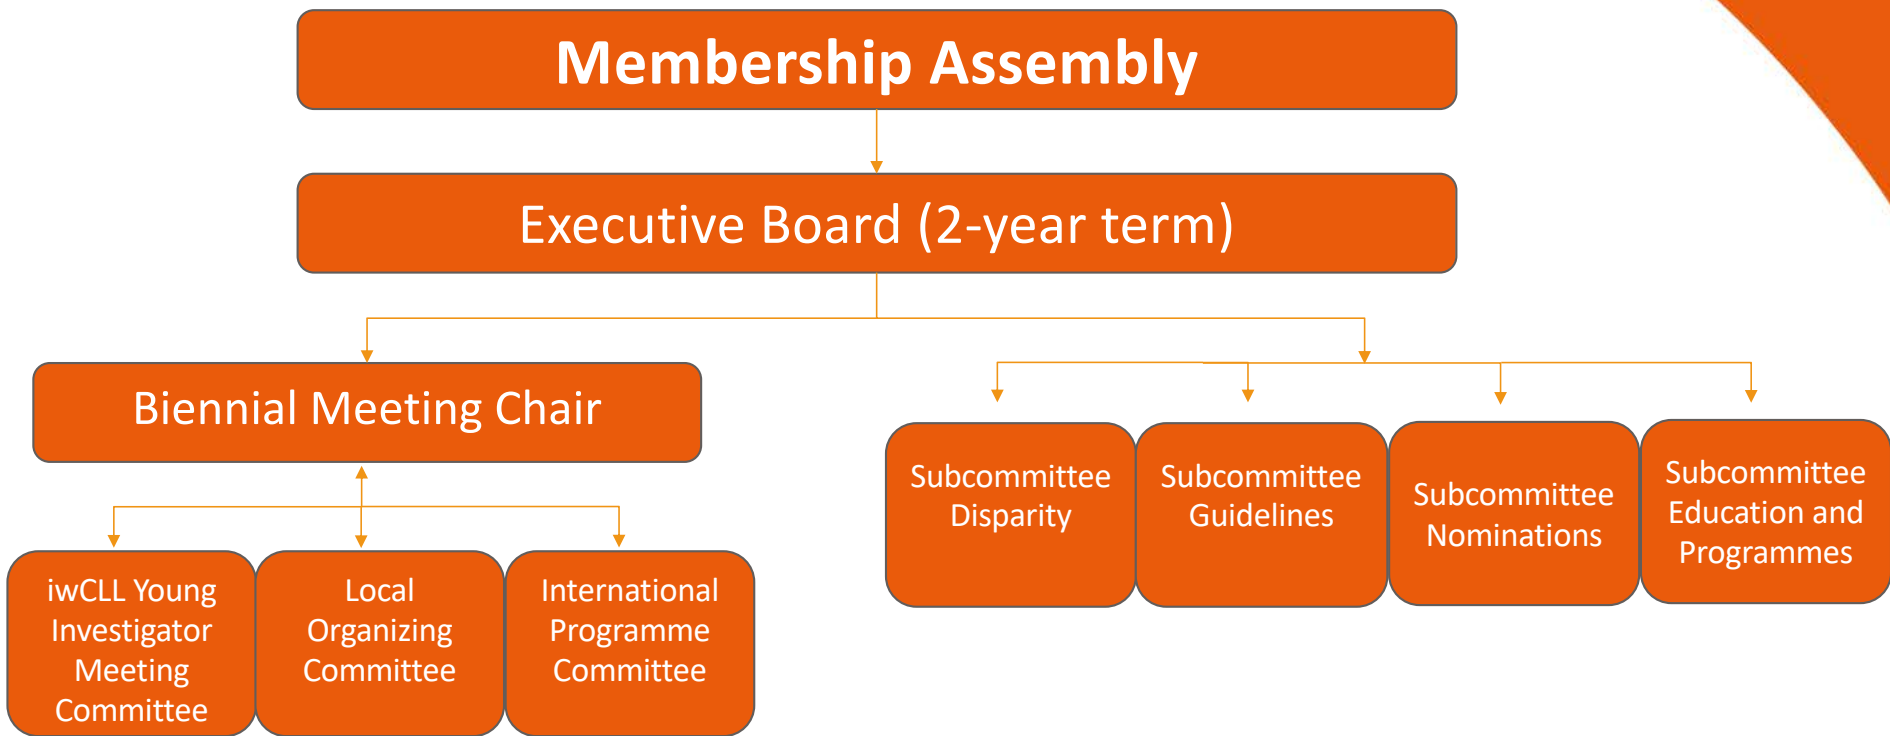 Membership Assembly
Executive Board (2-year term)
Biennial Meeting Chair
Subcommittee
Disparity
Subcommittee
Guidelines
Subcommittee
Nominations
Subcommittee
Education and
Programmes
iwCLL Young
Investigator
Meeting
Committee
Local
Organizing
Committee
International
Programme
Committee